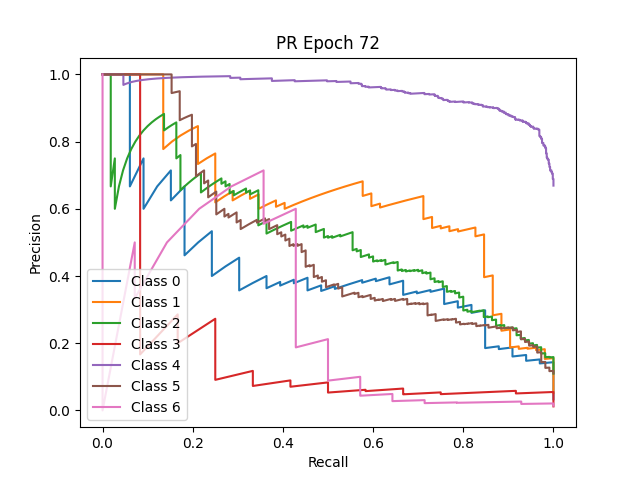 PR Epoch 72
1.0
0.8
0.6
0.4
0.2
0.0
Precision
Class 0
Class 1
Class 2
Class 3
Class 4
Class 5
Class 6
0.0 0.2 0.4 0.6 0.8 1.0
Recall